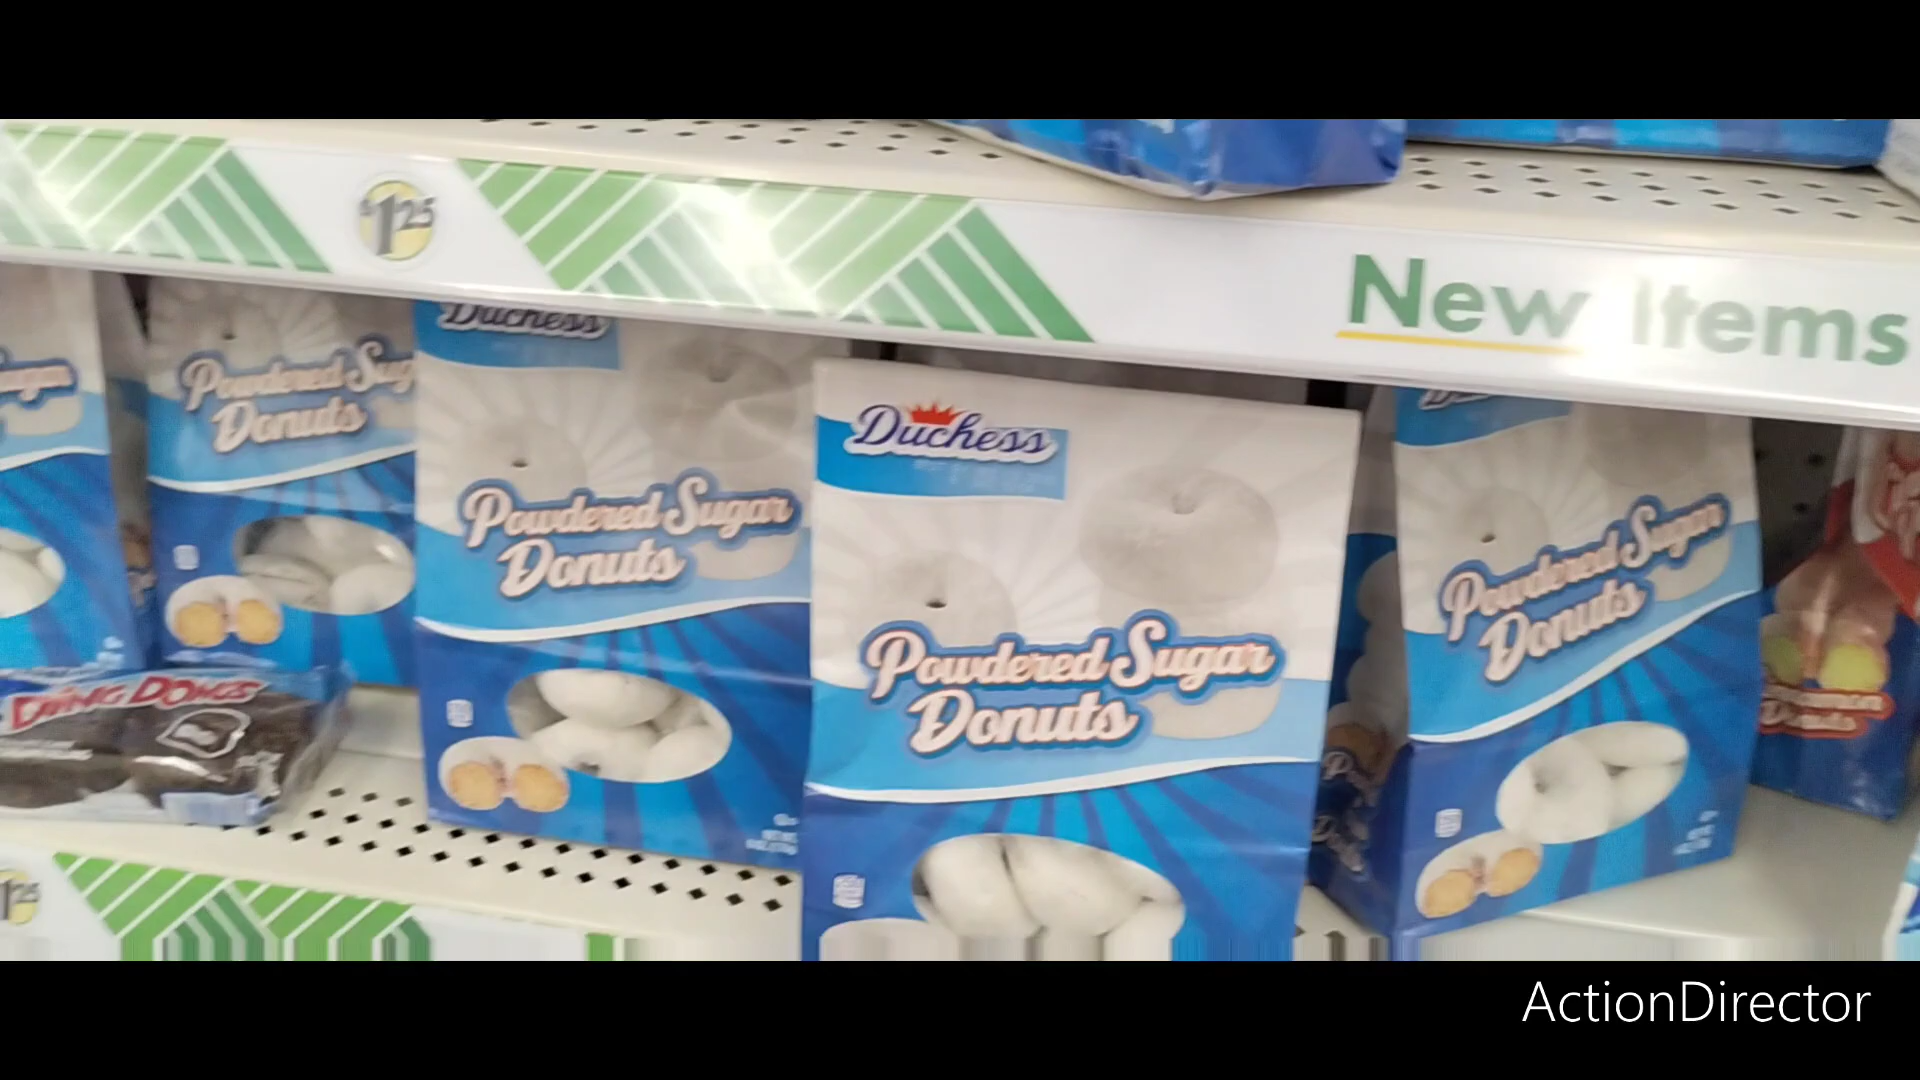 $1.25
New Items
Duchess
Powdered Sugar
Donuts
Powdered Sug
Donuts
Duchess
Powdered Sugar
Donuts
Powdered Sugar
Donuts
DING DONGS
ActionDirector